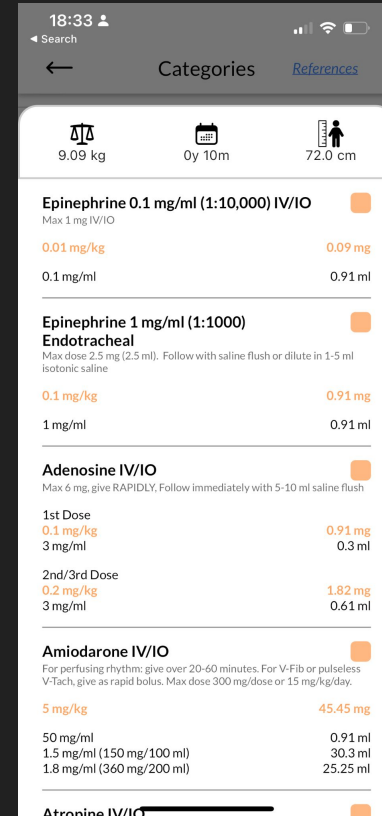 18:33
◀ Search
← Categories References
9.09 kg 0y 10m 72.0 cm
Epinephrine 0.1 mg/ml (1:10,000) IV/IO
Max 1 mg IV/IO
0.01 mg/kg 0.09 mg
0.1 mg/ml 0.91 ml
Epinephrine 1 mg/ml (1:1000)
Endotracheal
Max dose 2.5 mg (2.5 ml). Follow with saline flush or dilute in 1-5 ml
isotonic saline
0.1 mg/kg 0.91 mg
1 mg/ml 0.91 ml
Adenosine IV/IO
Max 6 mg, give RAPIDLY, Follow immediately with 5-10 ml saline flush
1st Dose
0.1 mg/kg 0.91 mg
3 mg/ml 0.3 ml
2nd/3rd Dose
0.2 mg/kg 1.82 mg
3 mg/ml 0.61 ml
Amiodarone IV/IO
For perfusing rhythm: give over 20-60 minutes. For V-Fib or pulseless
V-Tach, give as rapid bolus. Max dose 300 mg/dose or 15 mg/kg/day.
5 mg/kg 45.45 mg
50 mg/ml 0.91 ml
1.5 mg/ml (150 mg/100 ml) 30.3 ml
1.8 mg/ml (360 mg/200 ml) 25.25 ml
Atropine IV/IO